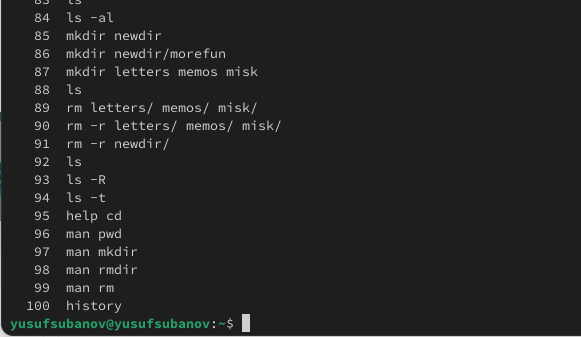 83 ls
84 ls -al
85 mkdir newdir
86 mkdir newdir/morefun
87 mkdir letters memos misk
88 ls
89 rm letters/ memos/ misk/
90 rm -r letters/ memos/ misk/
91 rm -r newdir/
92 ls
93 ls -R
94 ls -t
95 help cd
96 man pwd
97 man mkdir
98 man rmdir
99 man rm
100 history
yusufsubanov@yusufsubanov:~$